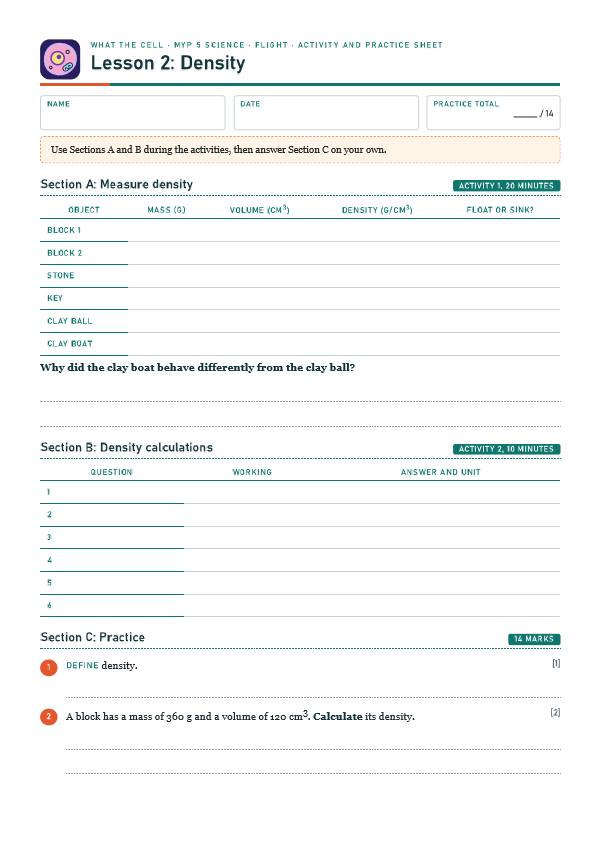 WHAT THE CELL · MYP 5 SCIENCE · FLIGHT · ACTIVITY AND PRACTICE SHEET
Lesson 2: Density
NAME
DATE
PRACTICE TOTAL
_____ / 14
Use Sections A and B during the activities, then answer Section C on your own.
Section A: Measure density
ACTIVITY 1, 20 MINUTES
OBJECT MASS (G) VOLUME (CM³) DENSITY (G/CM³) FLOAT OR SINK?
BLOCK 1
BLOCK 2
STONE
KEY
CLAY BALL
CLAY BOAT
Why did the clay boat behave differently from the clay ball?
Section B: Density calculations
ACTIVITY 2, 10 MINUTES
QUESTION WORKING ANSWER AND UNIT
1
2
3
4
5
6
Section C: Practice
14 MARKS
1 DEFINE density. [1]
2 A block has a mass of 360 g and a volume of 120 cm³. Calculate its density. [2]